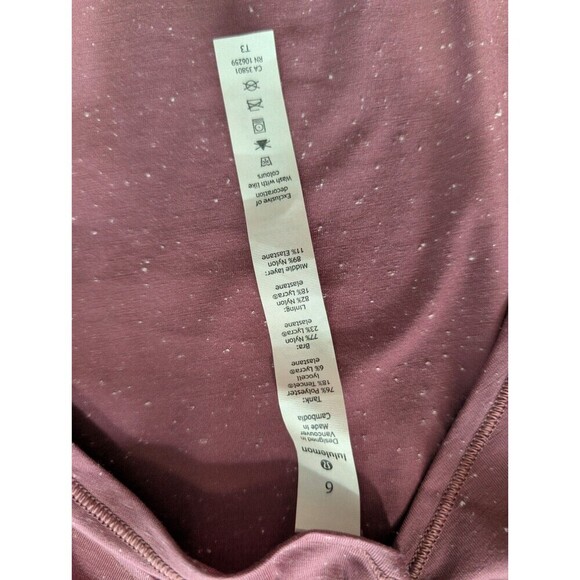 6
lululemon
Designed in
Vancouver
Made in
Cambodia
Tank:
76% Polyester
18% Tencel®
lyocell
6% Lycra®
elastane
Bra:
77% Nylon
23% Lycra®
elastane
Lining:
82% Nylon
18% Lycra®
elastane
Middle layer:
89% Nylon
11% Elastane
Exclusive of
decoration
Wash with like
colours
CA 35801
RN 106259
T3